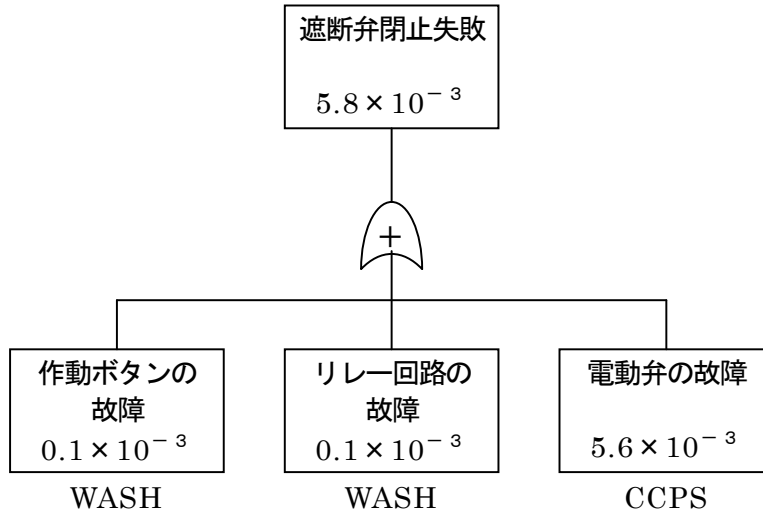 遮断弁閉止失敗
5.8×10⁻³
+
作動ボタンの
故障
0.1×10⁻³
WASH
リレー回路の
故障
0.1×10⁻³
WASH
電動弁の故障
5.6×10⁻³
CCPS